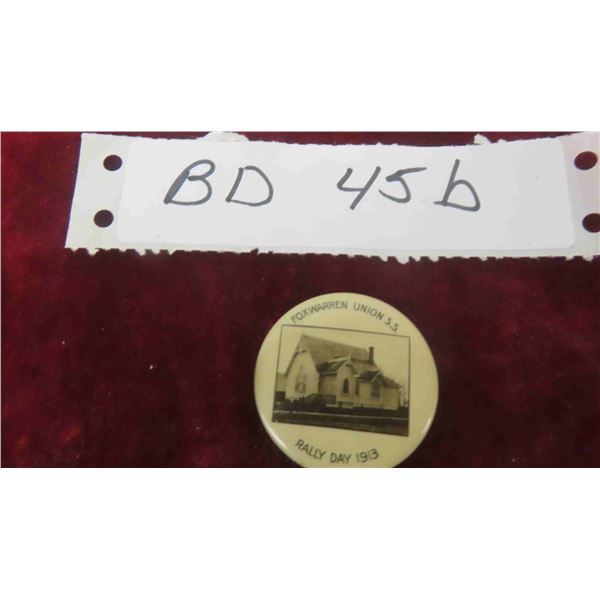 BD 45b
FOXWARREN UNION S.S.
RALLY DAY 1913